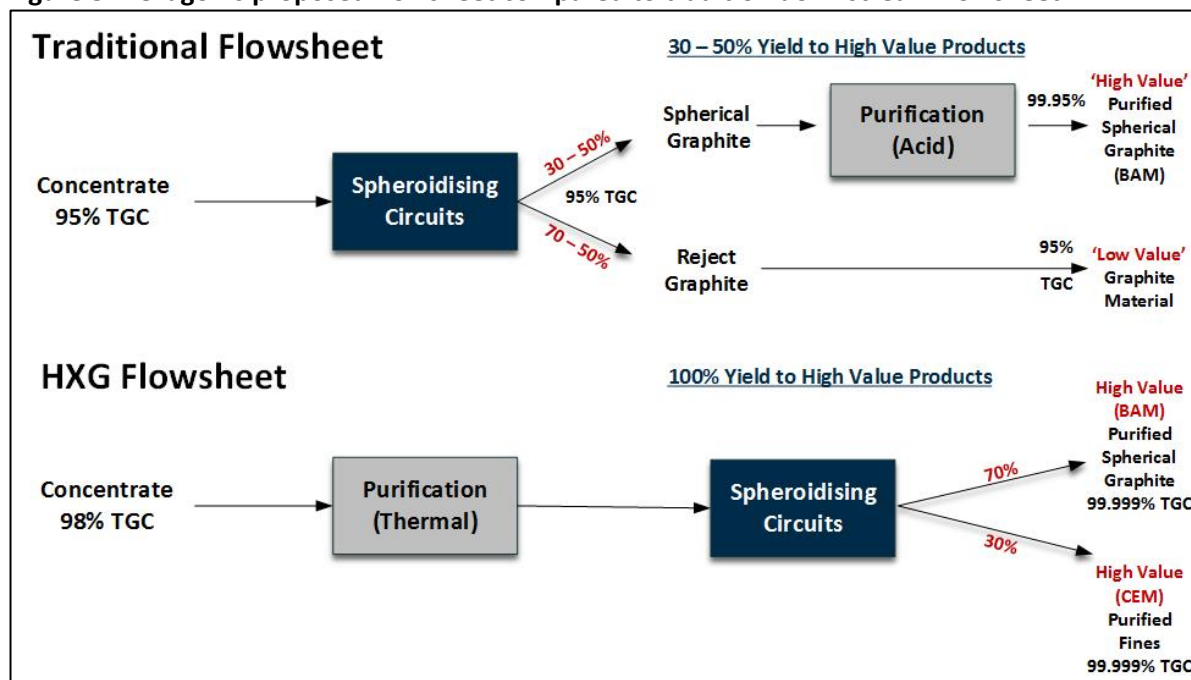 Traditional Flowsheet
30 – 50% Yield to High Value Products
Concentrate
95% TGC
Spheroidising
Circuits
30 – 50%
95% TGC
70 – 50%
Spherical
Graphite
Purification
(Acid)
99.95%
'High Value'
Purified
Spherical
Graphite
(BAM)
Reject
Graphite
95%
TGC
'Low Value'
Graphite
Material
HXG Flowsheet
100% Yield to High Value Products
Concentrate
98% TGC
Purification
(Thermal)
Spheroidising
Circuits
70%
30%
High Value
(BAM)
Purified
Spherical
Graphite
99.999% TGC
High Value
(CEM)
Purified
Fines
99.999% TGC